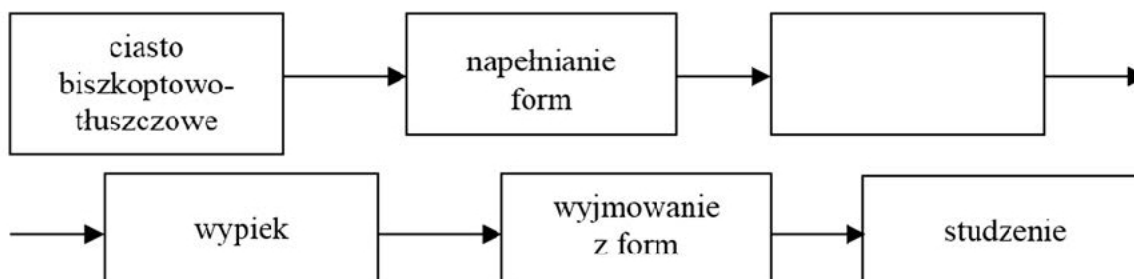 ciasto
biszkoptowo-
tłuszczowe
napełnianie
form
wypiek
wyjmowanie
z form
studzenie